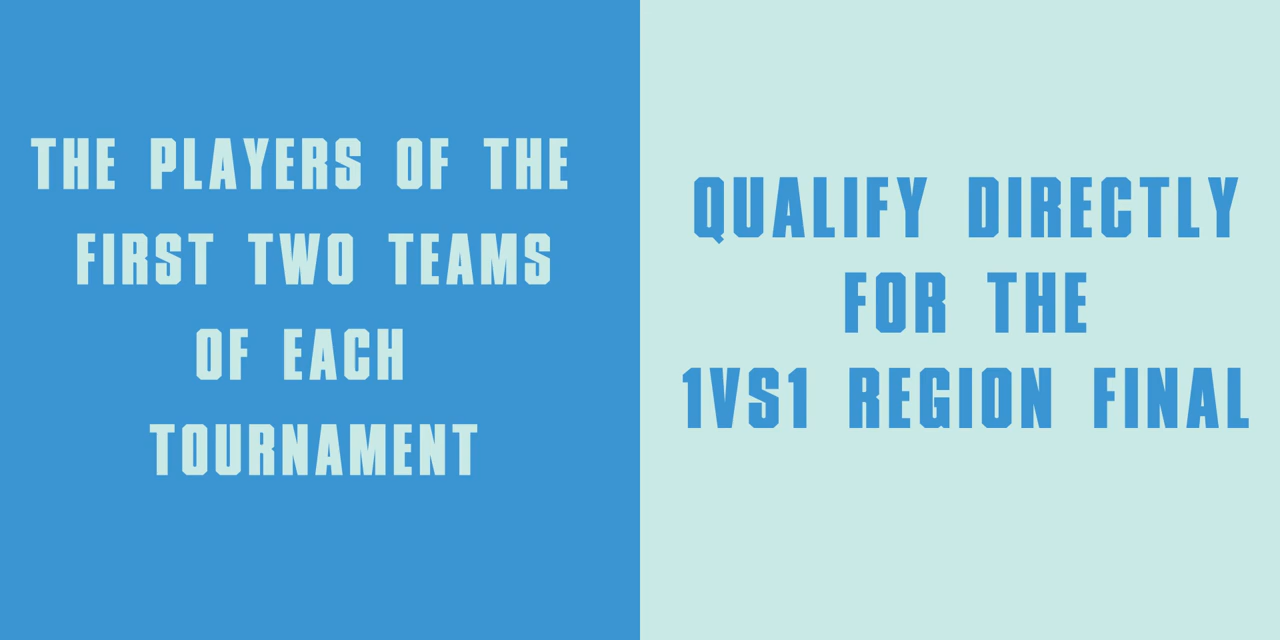 THE PLAYERS OF THE
FIRST TWO TEAMS
OF EACH
TOURNAMENT
QUALIFY DIRECTLY
FOR THE
1VS1 REGION FINAL